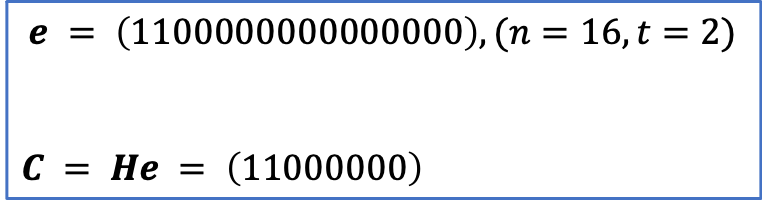 e = (1100000000000000), (n = 16, t = 2)
C = He = (11000000)